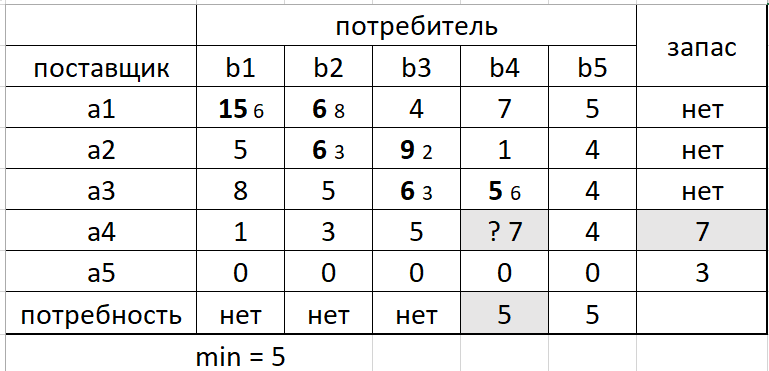 потребитель запас
поставщик b1 b2 b3 b4 b5
a1 15 6 6 8 4 7 5 нет
a2 5 6 3 9 2 1 4 нет
a3 8 5 6 3 5 6 4 нет
a4 1 3 5 ? 7 4 7
a5 0 0 0 0 0 3
потребность нет нет нет 5 5
min = 5